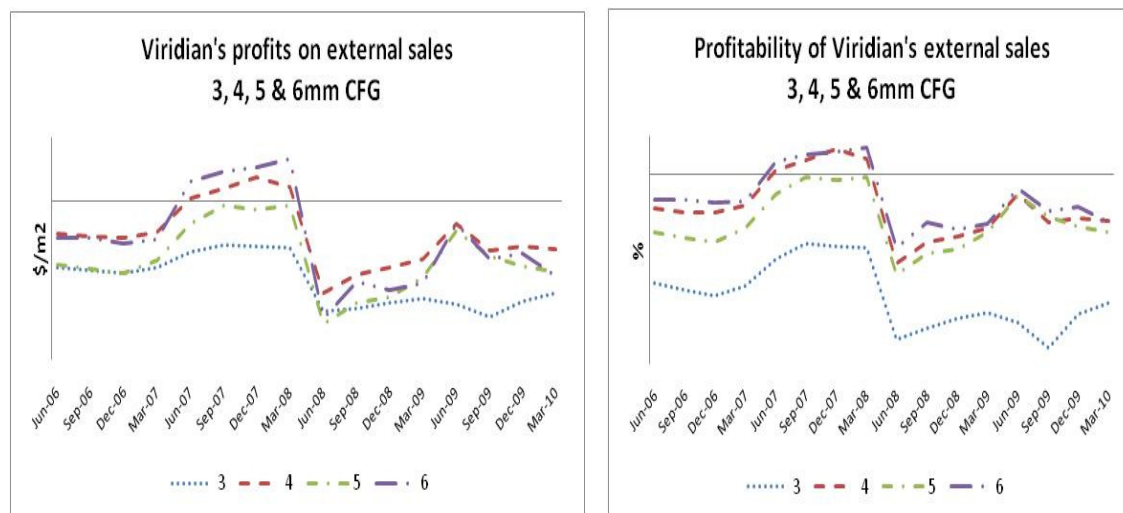 Viridian's profits on external sales
3, 4, 5 & 6mm CFG
$/m2
Jun-06
Sep-06
Dec-06
Mar-07
Jun-07
Sep-07
Dec-07
Mar-08
Jun-08
Sep-08
Dec-08
Mar-09
Jun-09
Sep-09
Dec-09
Mar-10
3
4
5
6
Profitability of Viridian's external sales
3, 4, 5 & 6mm CFG
%
Jun-06
Sep-06
Dec-06
Mar-07
Jun-07
Sep-07
Dec-07
Mar-08
Jun-08
Sep-08
Dec-08
Mar-09
Jun-09
Sep-09
Dec-09
Mar-10
3
4
5
6